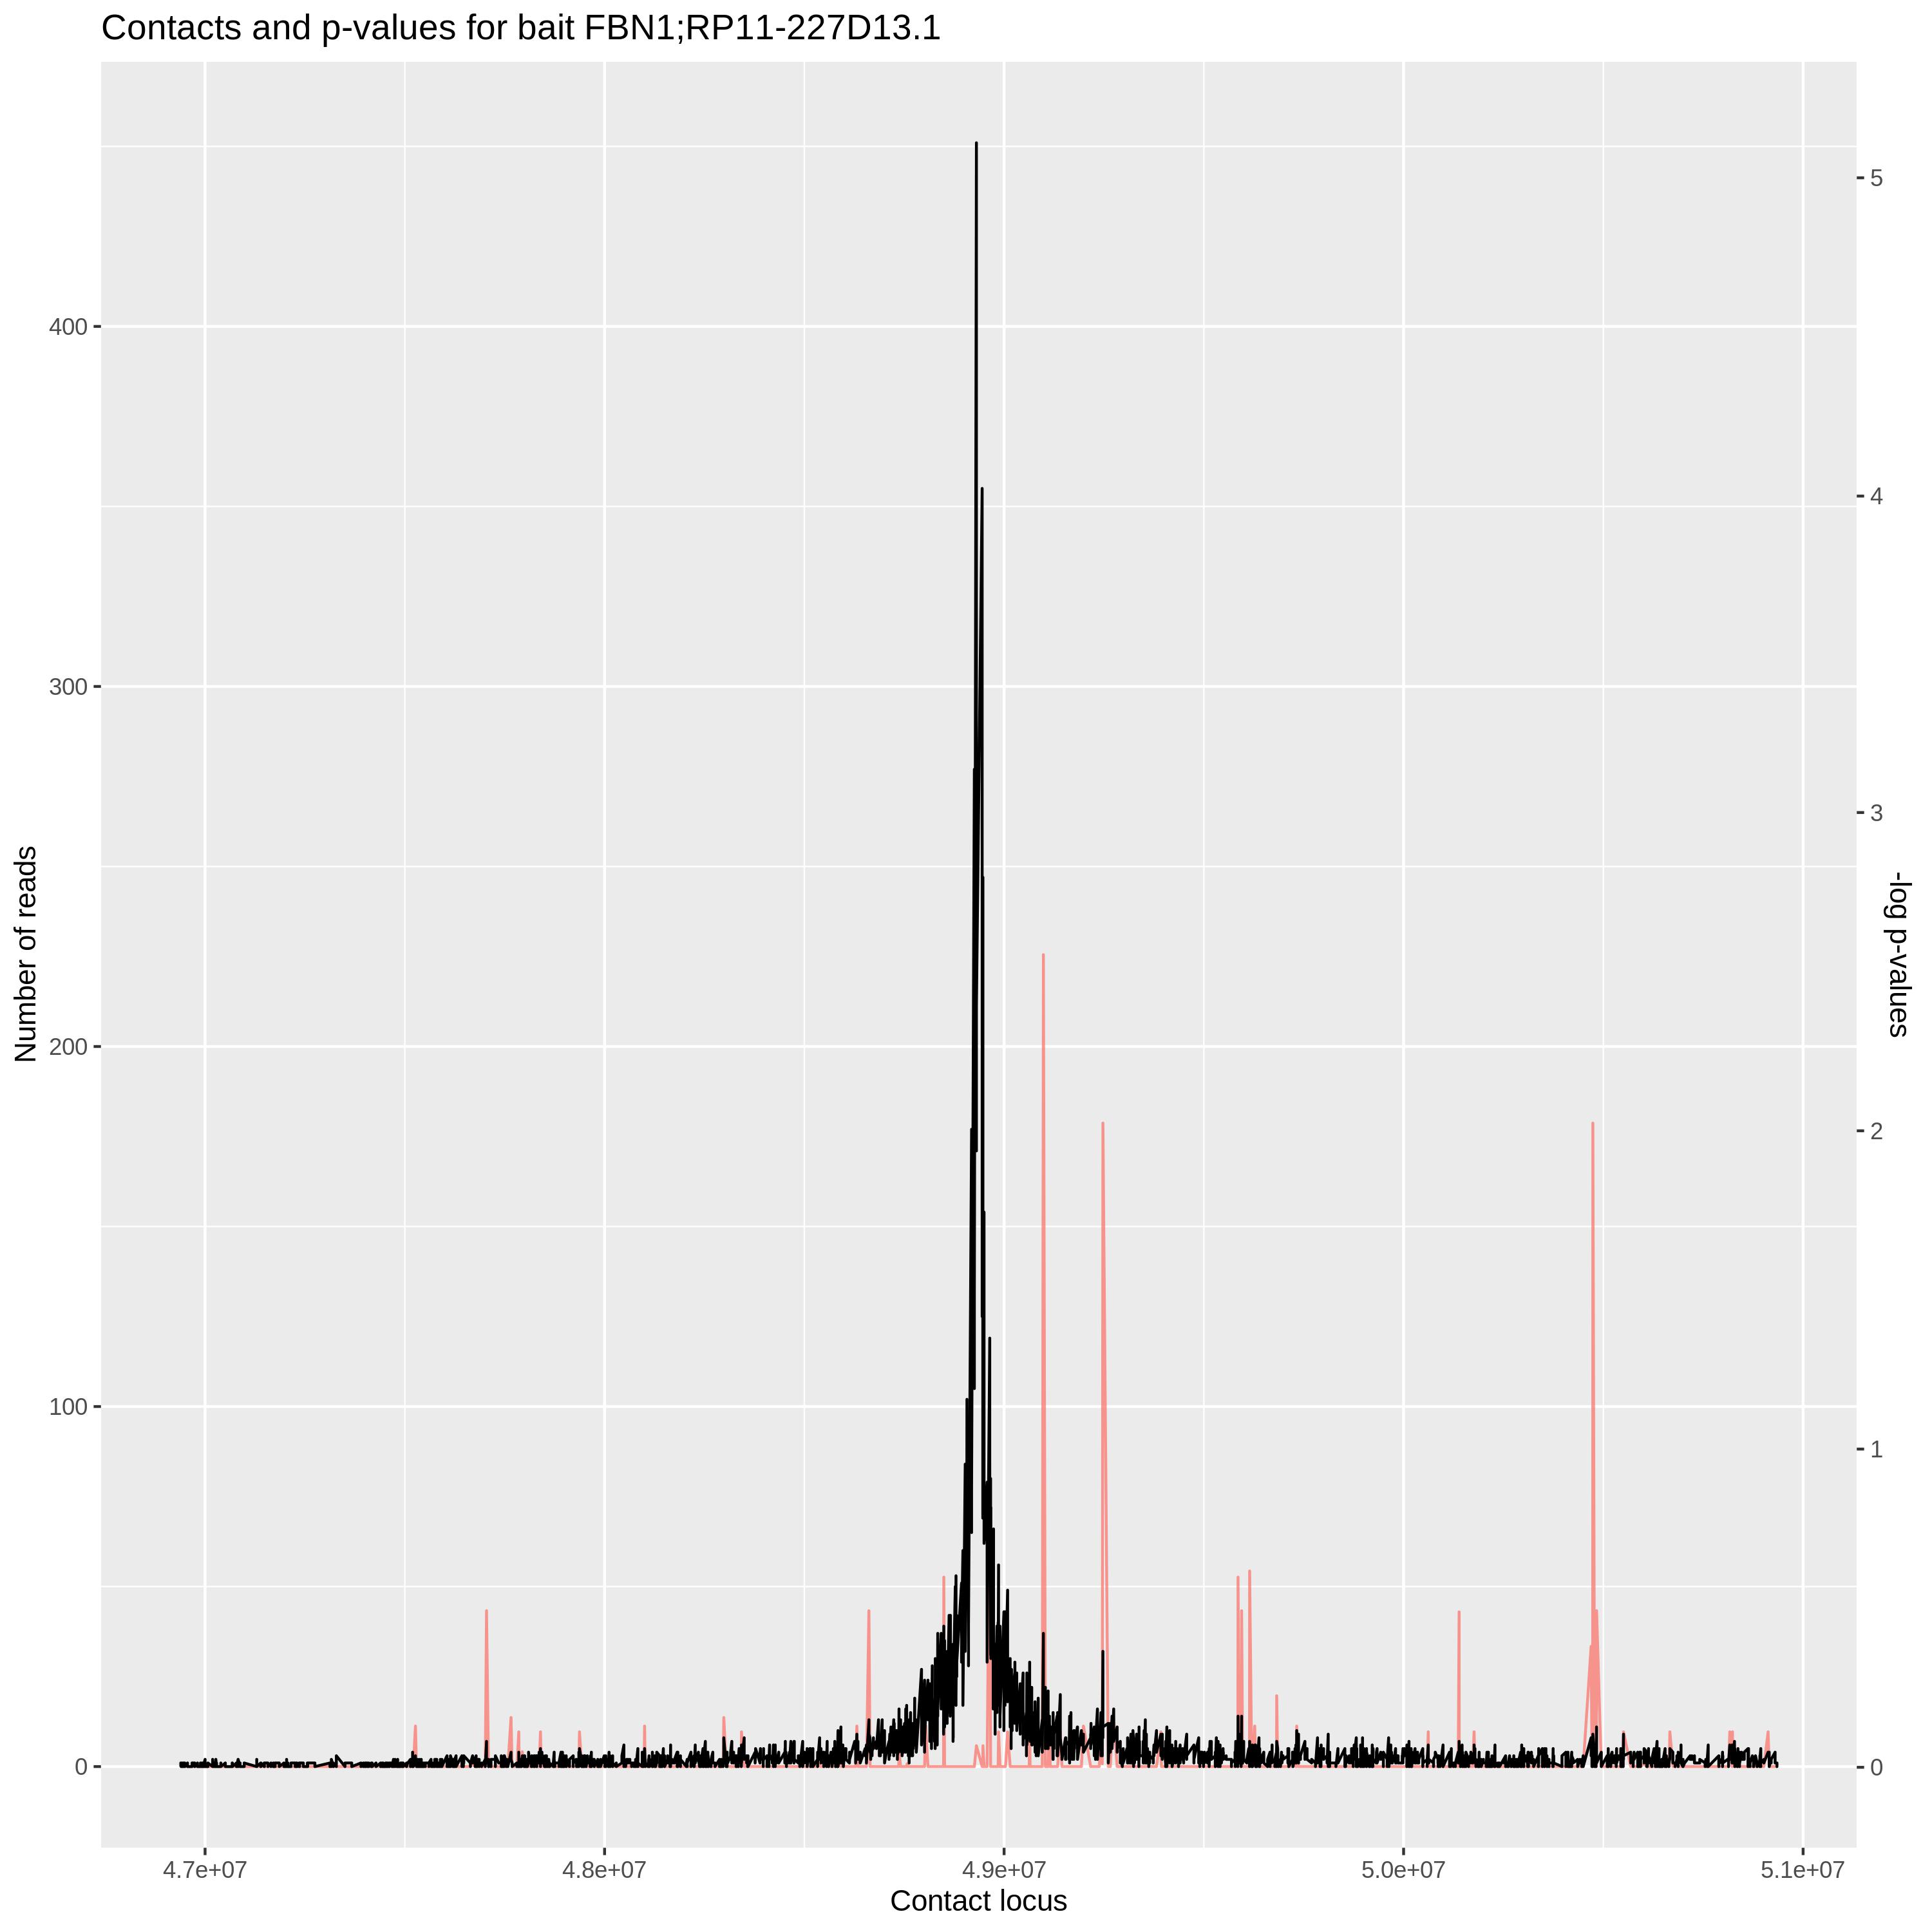 Contacts and p-values for bait FBN1;RP11-227D13.1
Number of reads
400
300
200
100
0
5
4
3
2
1
0
-log p-values
4.7e+07
4.8e+07
4.9e+07
5.0e+07
5.1e+07
Contact locus